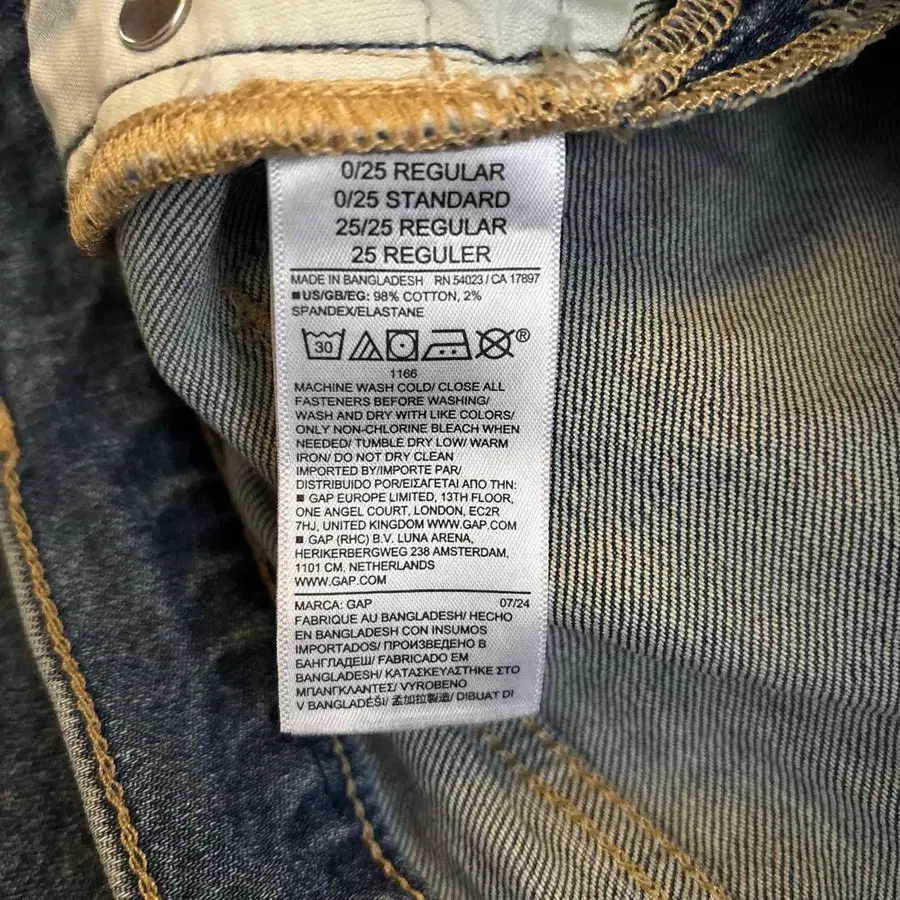 0/25 REGULAR
0/25 STANDARD
25/25 REGULAR
25 REGULER
MADE IN BANGLADESH RN 54023 / CA 17897
■ US/GB/EG: 98% COTTON, 2%
SPANDEX/ELASTANE
30 ®
1166
MACHINE WASH COLD/ CLOSE ALL
FASTENERS BEFORE WASHING/
WASH AND DRY WITH LIKE COLORS/
ONLY NON-CHLORINE BLEACH WHEN
NEEDED/ TUMBLE DRY LOW/ WARM
IRON/ DO NOT DRY CLEAN
IMPORTED BY/IMPORTE PAR/
DISTRIBUIDO POR/ΕΙΣΑΓΕΤΑΙ ΑΠΟ ΤΗΝ:
■ GAP EUROPE LIMITED, 13TH FLOOR,
ONE ANGEL COURT, LONDON, EC2R
7HJ, UNITED KINGDOM WWW.GAP.COM
■ GAP (RHC) B.V. LUNA ARENA,
HERIKERBERGWEG 238 AMSTERDAM,
1101 CM, NETHERLANDS
WWW.GAP.COM
MARCA: GAP 07/24
FABRIQUE AU BANGLADESH/ HECHO
EN BANGLADESH CON INSUMOS
IMPORTADOS/ ПРОИЗВЕДЕНО В
БАНГЛАДЕШ/ FABRICADO EM
BANGLADESH/ ΚΑΤΑΣΚΕΥΑΣΤΗΚΕ ΣΤΟ
ΜΠΑΝΓΚΛΑΝΤΕΣ/ VYROBENO
V BANGLADÉŠI/ 孟加拉製造/ DIBUAT DI